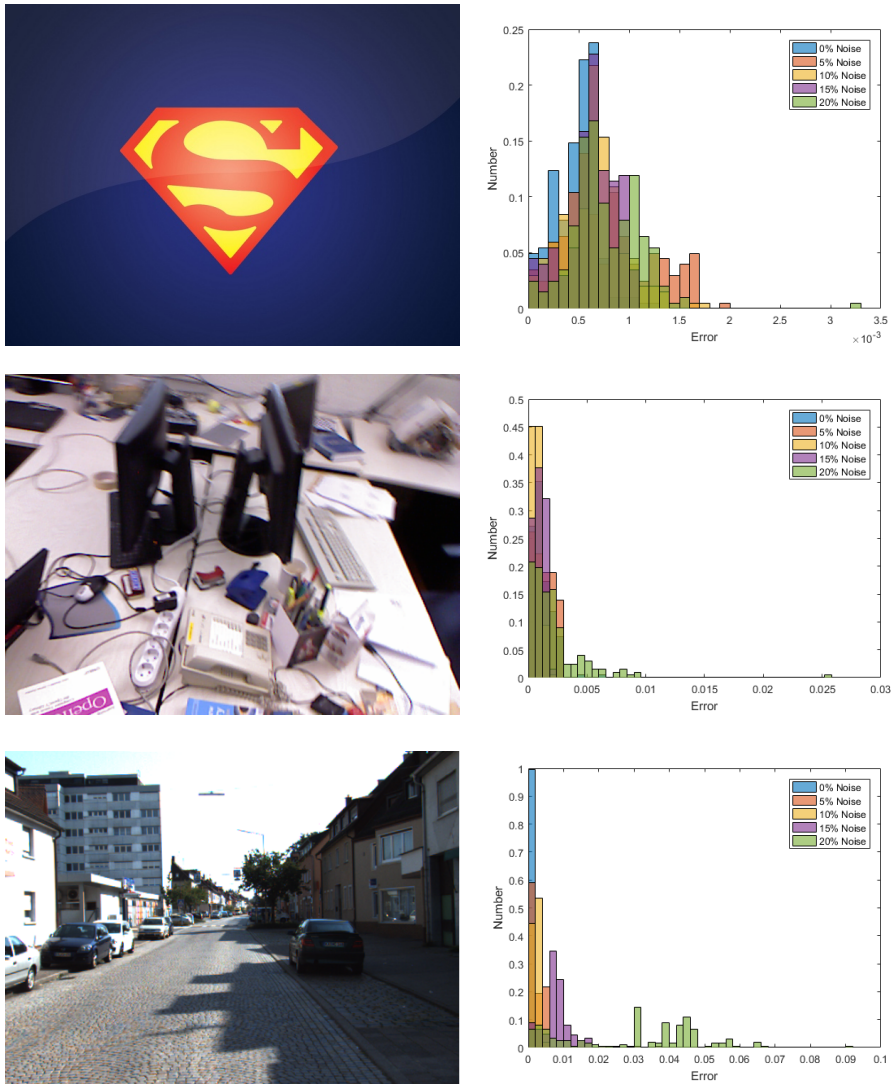 S
0.25
0.2
0.15
0.1
0.05
0
Number
0% Noise
5% Noise
10% Noise
15% Noise
20% Noise
0 0.5 1 1.5 2 2.5 3 3.5
Error
×10⁻³
Open
0.5
0.45
0.4
0.35
0.3
0.25
0.2
0.15
0.1
0.05
0
Number
0% Noise
5% Noise
10% Noise
15% Noise
20% Noise
0 0.005 0.01 0.015 0.02 0.025 0.03
Error
1
0.9
0.8
0.7
0.6
0.5
0.4
0.3
0.2
0.1
0
Number
0% Noise
5% Noise
10% Noise
15% Noise
20% Noise
0 0.01 0.02 0.03 0.04 0.05 0.06 0.07 0.08 0.09 0.1
Error